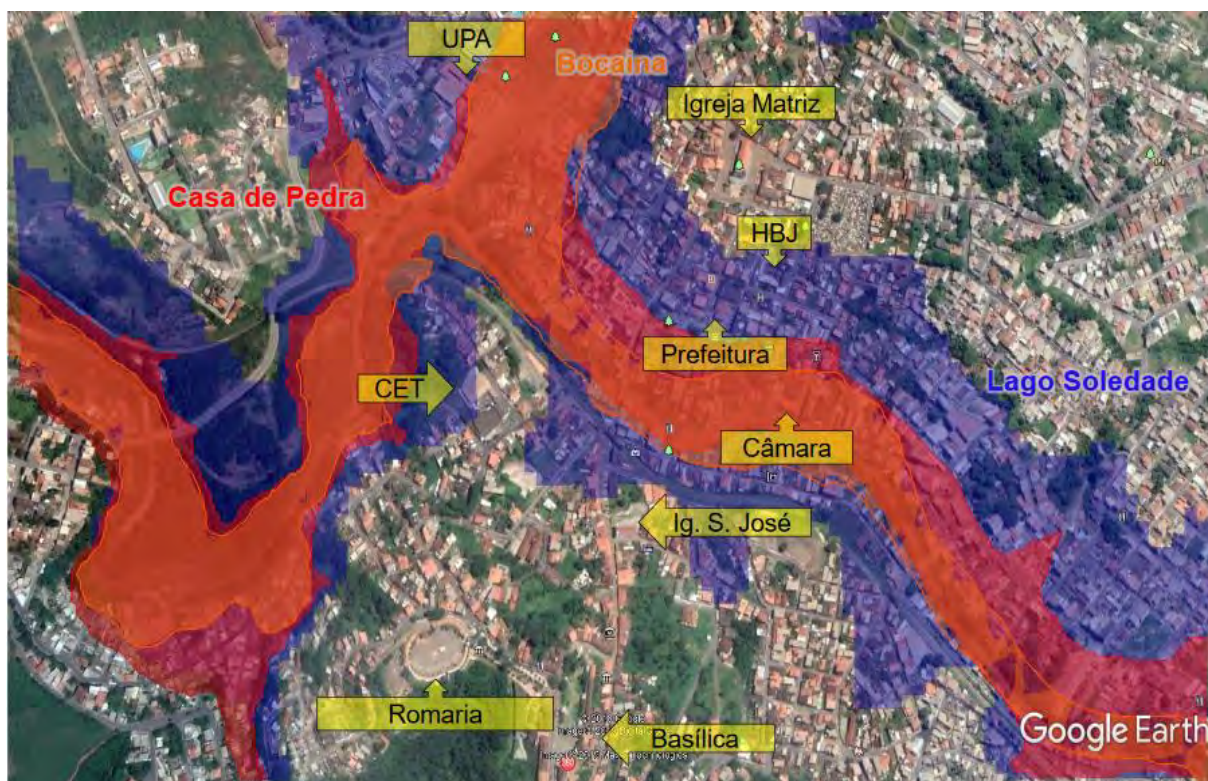 UPA
Bocaina
Igreja Matriz
Casa de Pedra
HBJ
Prefeitura
CET
Lago Soledade
Câmara
Ig. S. José
Romaria
Basílica
Google Earth